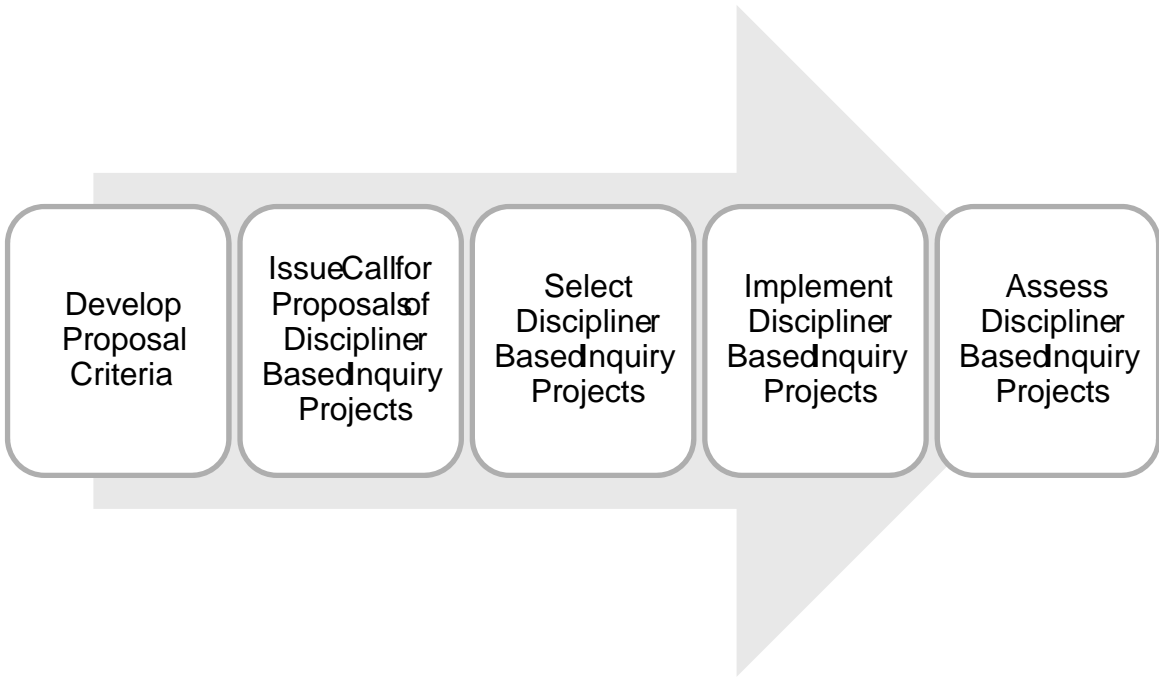 Develop
Proposal
Criteria
IssueCallfor
Proposalsof
Discipliner
BasedInquiry
Projects
Select
Discipliner
BasedInquiry
Projects
Implement
Discipliner
BasedInquiry
Projects
Assess
Discipliner
BasedInquiry
Projects